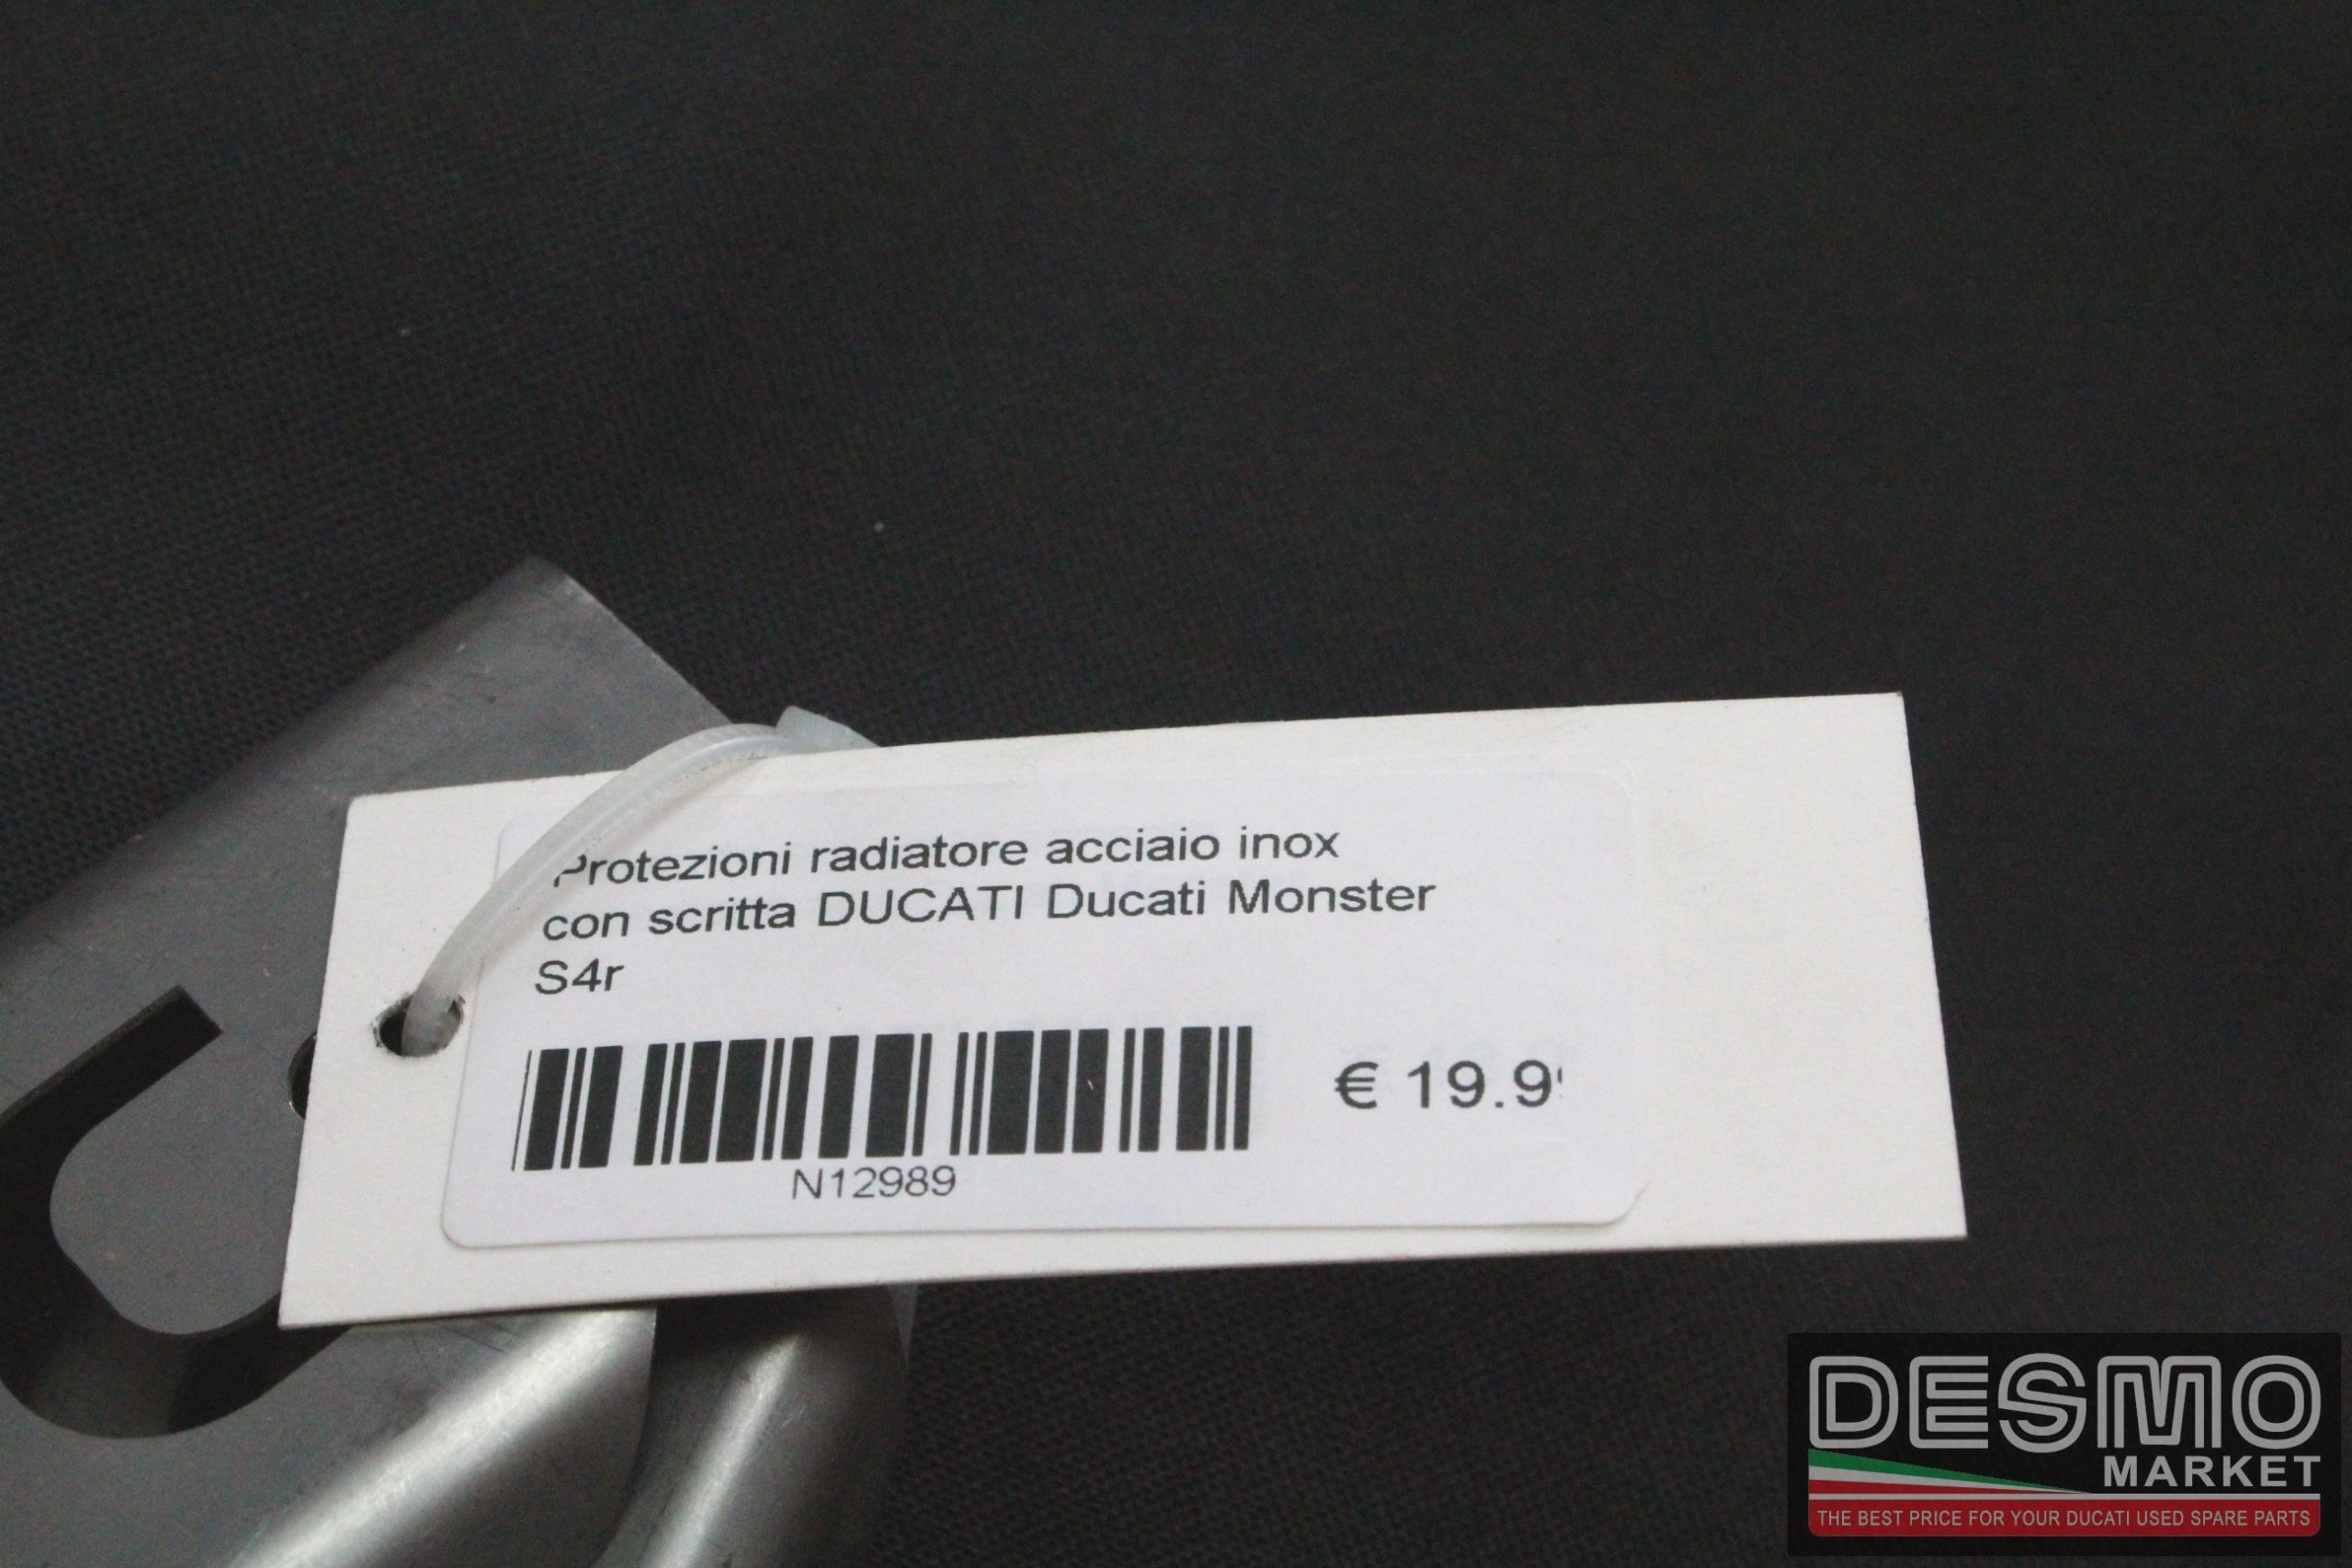 Protezioni radiatore acciaio inox
con scritta DUCATI Ducati Monster
S4r
€ 19.9
N12989
DESMO
MARKET
THE BEST PRICE FOR YOUR DUCATI USED SPARE PARTS